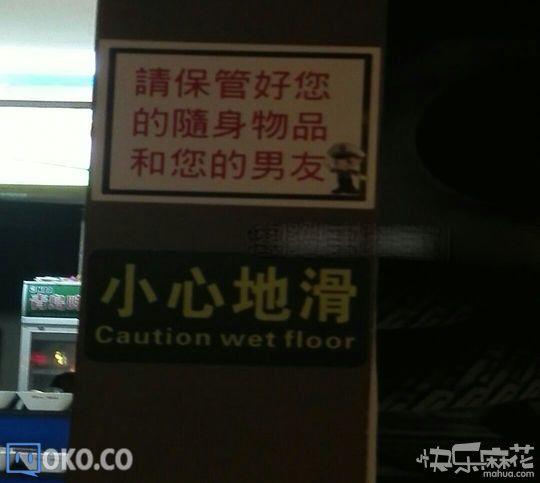 請保管好您
的隨身物品
和您的男友
小心地滑
Caution wet floor
OKO.CO
快乐麻花
mahua.com